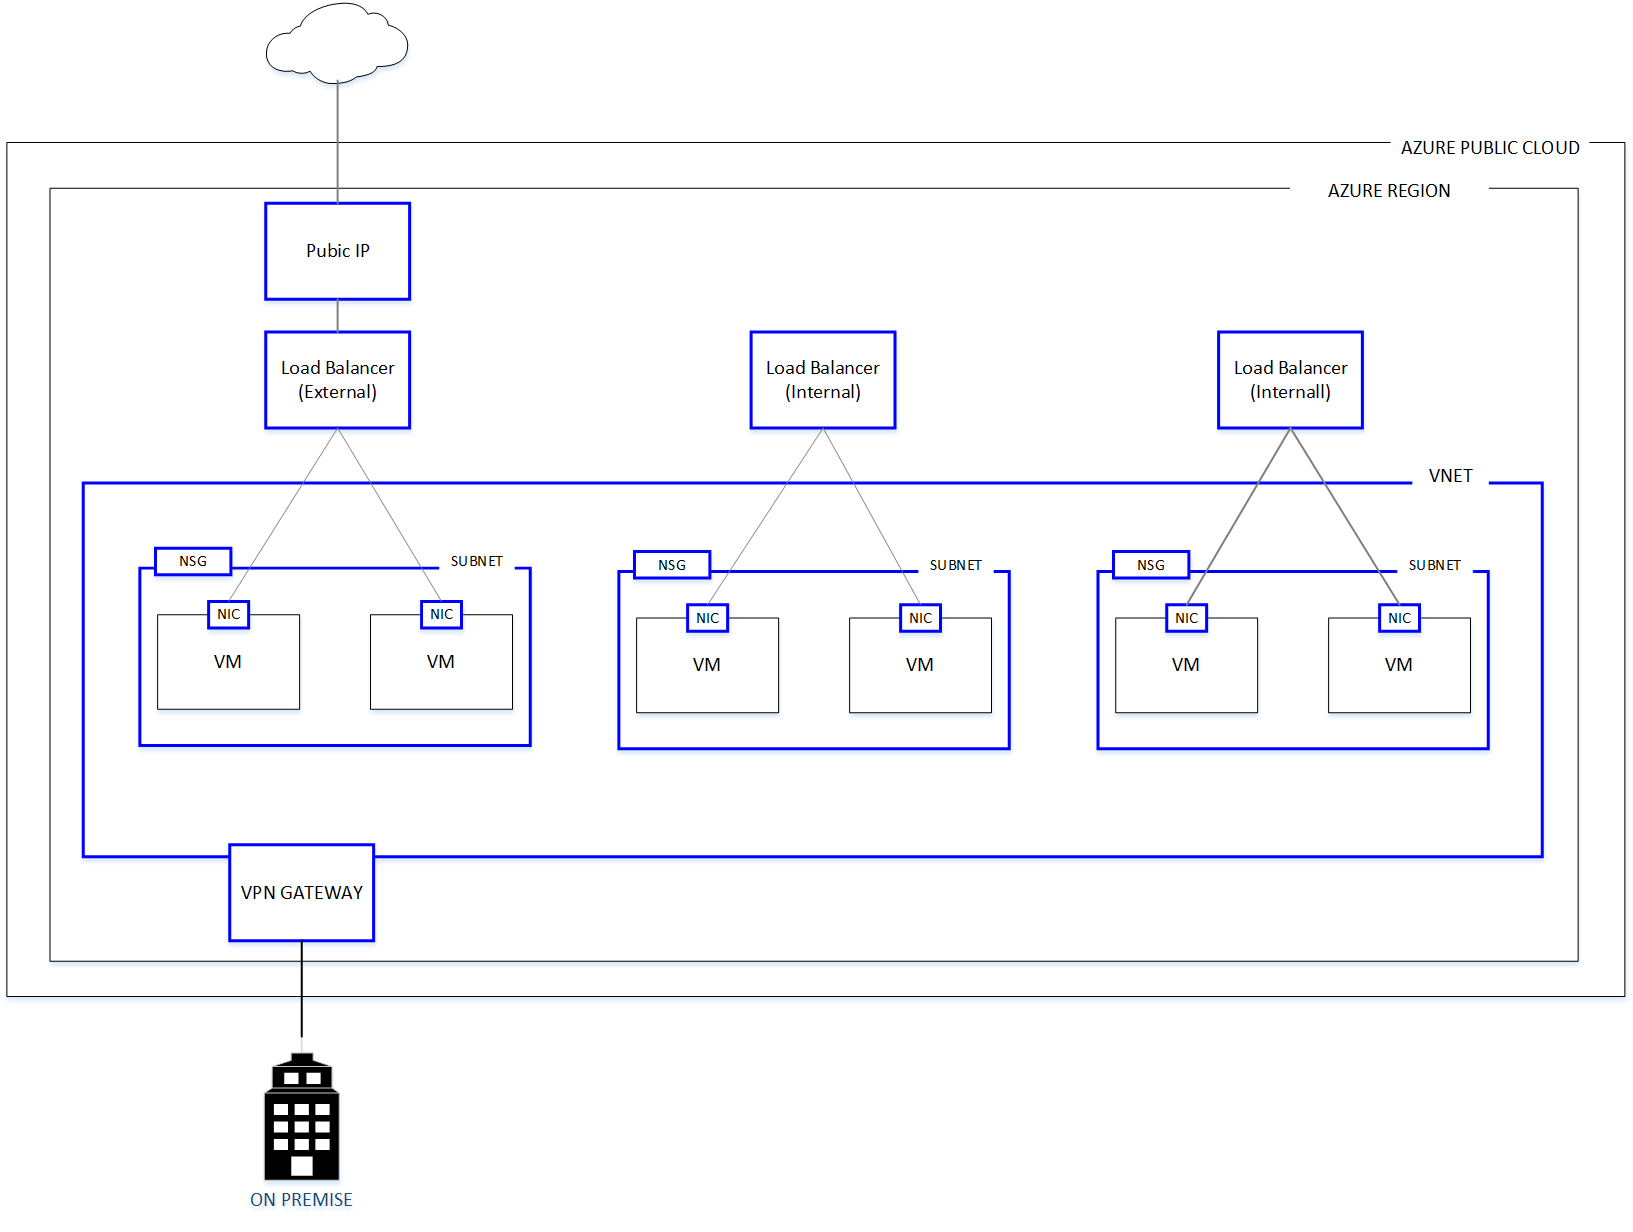 AZURE PUBLIC CLOUD
AZURE REGION
Pubic IP
Load Balancer
(External)
Load Balancer
(Internal)
Load Balancer
(Internall)
VNET
NSG
SUBNET
NIC
VM
NIC
VM
NSG
SUBNET
NIC
VM
NIC
VM
NSG
SUBNET
NIC
VM
NIC
VM
VPN GATEWAY
ON PREMISE